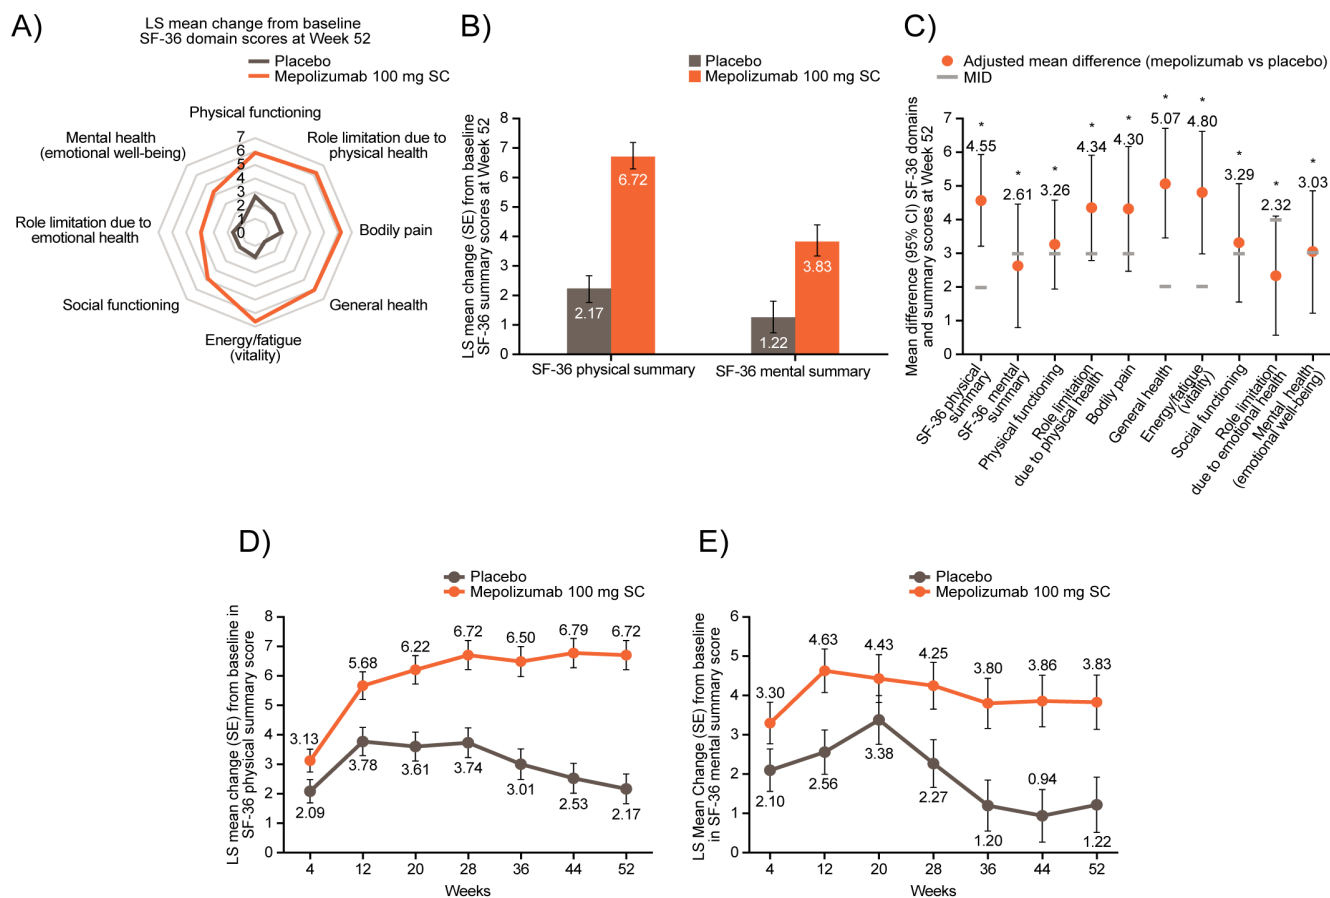 A)
LS mean change from baseline
SF-36 domain scores at Week 52
Placebo
Mepolizumab 100 mg SC
Physical functioning
Mental health
(emotional well-being)
Role limitation due to
physical health
Role limitation due to
emotional health
Bodily pain
Social functioning
General health
Energy/fatigue
(vitality)
7
6
5
4
3
2
1
0
B)
Placebo
Mepolizumab 100 mg SC
LS mean change (SE) from baseline
SF-36 summary scores at Week 52
8
7
6
5
4
3
2
1
0
2.17
6.72
1.22
3.83
SF-36 physical summary
SF-36 mental summary
C)
Adjusted mean difference (mepolizumab vs placebo)
MID
Mean difference (95% CI) SF-36 domains
and summary scores at Week 52
7
6
5
4
3
2
1
0
*
4.55
*
2.61
*
3.26
*
4.34
*
4.30
*
5.07
*
4.80
*
3.29
*
2.32
*
3.03
SF-36 physical
summary
SF-36 mental
summary
Physical functioning
Role limitation
due to physical health
Bodily pain
General health
Energy/fatigue
(vitality)
Social functioning
Role limitation
due to emotional health
Mental health
(emotional well-being)
D)
Placebo
Mepolizumab 100 mg SC
LS mean change (SE) from baseline in
SF-36 physical summary score
8
7
6
5
4
3
2
1
0
3.13
5.68
6.22
6.72
6.50
6.79
6.72
2.09
3.78
3.61
3.74
3.01
2.53
2.17
4
12
20
28
36
44
52
Weeks
E)
Placebo
Mepolizumab 100 mg SC
LS Mean Change (SE) from baseline
in SF-36 mental summary score
6
5
4
3
2
1
0
3.30
4.63
4.43
4.25
3.80
3.86
3.83
2.10
2.56
3.38
2.27
1.20
0.94
1.22
4
12
20
28
36
44
52
Weeks